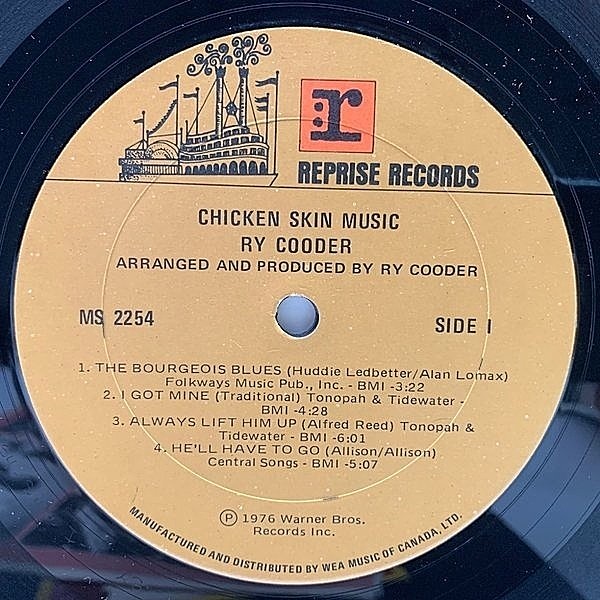 r
REPRISE RECORDS
CHICKEN SKIN MUSIC
RY COODER
ARRANGED AND PRODUCED BY RY COODER
MS 2254
SIDE I
1. THE BOURGEOIS BLUES (Huddie Ledbetter/Alan Lomax)
Folkways Music Pub., Inc. - BMI -3:22
2. I GOT MINE (Traditional) Tonopah & Tidewater -
BMI -4:28
3. ALWAYS LIFT HIM UP (Alfred Reed) Tonopah &
Tidewater - BMI -6:01
4. HE'LL HAVE TO GO (Allison/Allison)
Central Songs - BMI -5:07
Ⓟ 1976 Warner Bros.
Records Inc.
MANUFACTURED AND DISTRIBUTED BY WEA MUSIC OF CANADA, LTD.